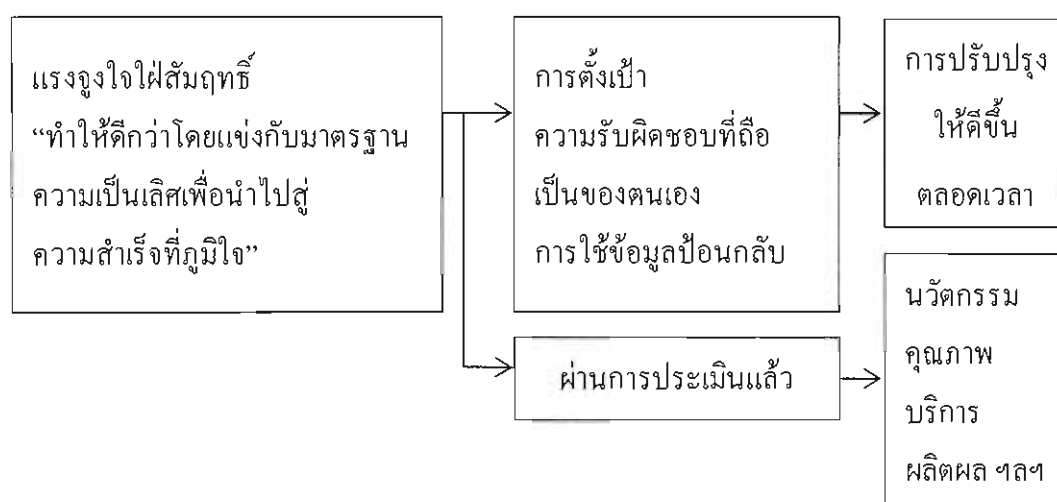 แรงจูงใจใฝ่สัมฤทธิ์
“ทำให้ดีกว่าโดยแข่งกับมาตรฐาน
ความเป็นเลิศเพื่อนำไปสู่
ความสำเร็จที่ภูมิใจ”
การตั้งเป้า
ความรับผิดชอบที่ถือ
เป็นของตนเอง
การใช้ข้อมูลป้อนกลับ
การปรับปรุง
ให้ดีขึ้น
ตลอดเวลา
ผ่านการประเมินแล้ว
นวัตกรรม
คุณภาพ
บริการ
ผลิตผล ฯลฯ